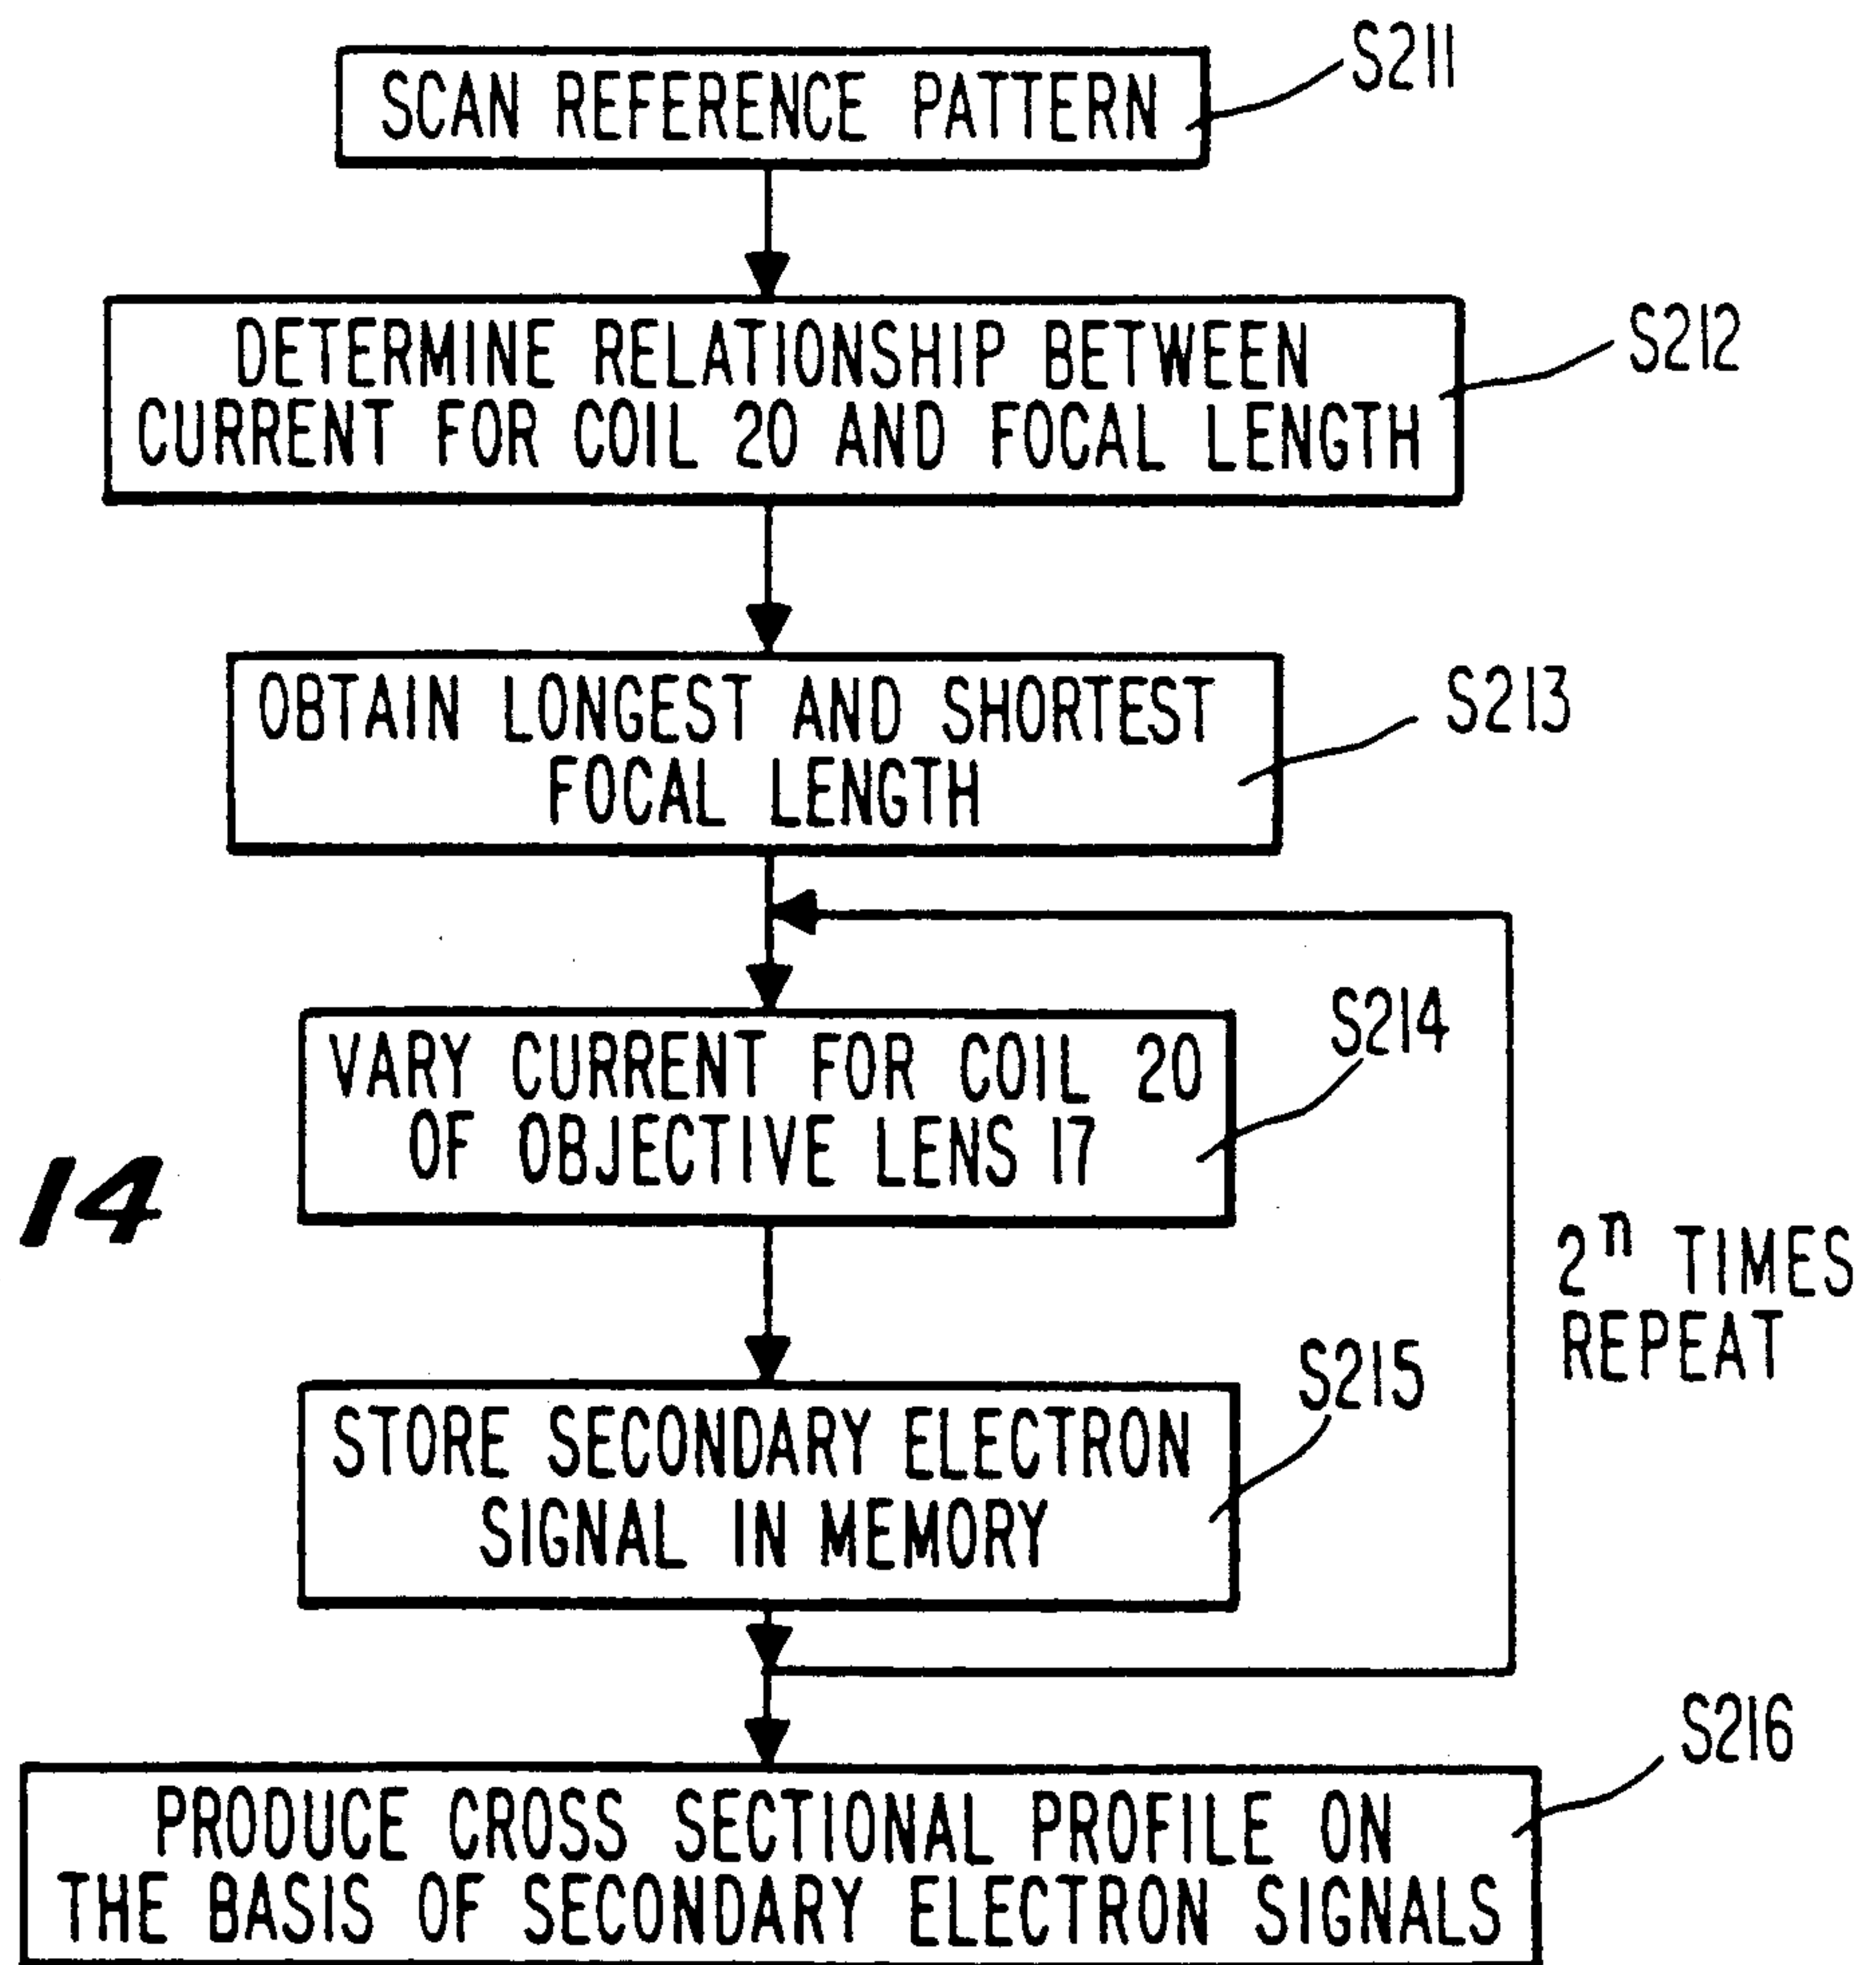 SCAN REFERENCE PATTERN
S211
DETERMINE RELATIONSHIP BETWEEN
CURRENT FOR COIL 20 AND FOCAL LENGTH
S212
OBTAIN LONGEST AND SHORTEST
FOCAL LENGTH
S213
VARY CURRENT FOR COIL 20
OF OBJECTIVE LENS 17
S214
14
2ⁿ TIMES
REPEAT
STORE SECONDARY ELECTRON
SIGNAL IN MEMORY
S215
PRODUCE CROSS SECTIONAL PROFILE ON
THE BASIS OF SECONDARY ELECTRON SIGNALS
S216